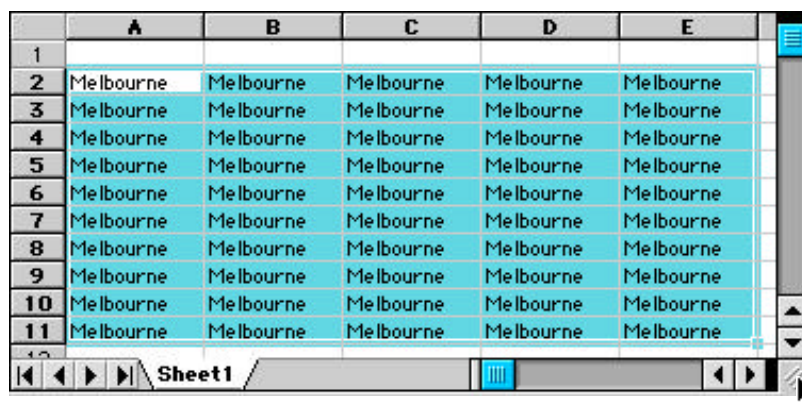 A B C D E
1
2 Melbourne Melbourne Melbourne Melbourne Melbourne
3 Melbourne Melbourne Melbourne Melbourne Melbourne
4 Melbourne Melbourne Melbourne Melbourne Melbourne
5 Melbourne Melbourne Melbourne Melbourne Melbourne
6 Melbourne Melbourne Melbourne Melbourne Melbourne
7 Melbourne Melbourne Melbourne Melbourne Melbourne
8 Melbourne Melbourne Melbourne Melbourne Melbourne
9 Melbourne Melbourne Melbourne Melbourne Melbourne
10 Melbourne Melbourne Melbourne Melbourne Melbourne
11 Melbourne Melbourne Melbourne Melbourne Melbourne
Sheet1